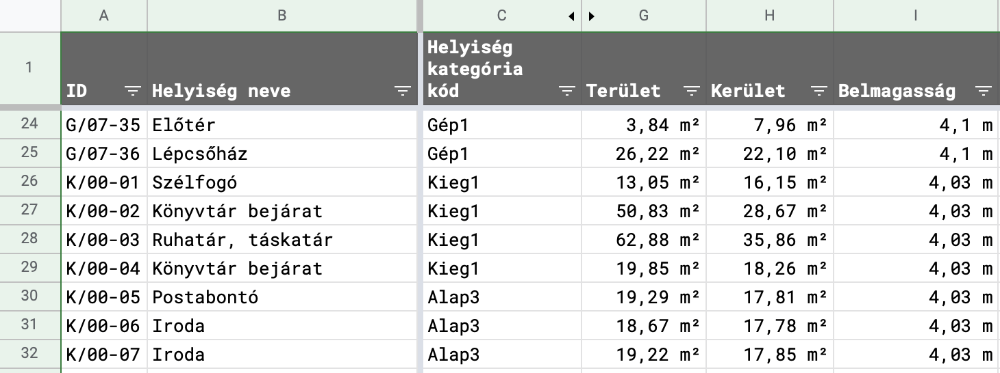 A B C G H I
1 ID Helyiség neve Helyiség kategória kód Terület Kerület Belmagasság
24 G/07-35 Előtér Gép1 3,84 m² 7,96 m² 4,1 m
25 G/07-36 Lépcsőház Gép1 26,22 m² 22,10 m² 4,1 m
26 K/00-01 Szélfogó Kieg1 13,05 m² 16,15 m² 4,03 m
27 K/00-02 Könyvtár bejárat Kieg1 50,83 m² 28,67 m² 4,03 m
28 K/00-03 Ruhatár, táskatár Kieg1 62,88 m² 35,86 m² 4,03 m
29 K/00-04 Könyvtár bejárat Kieg1 19,85 m² 18,26 m² 4,03 m
30 K/00-05 Postabontó Alap3 19,29 m² 17,81 m² 4,03 m
31 K/00-06 Iroda Alap3 18,67 m² 17,78 m² 4,03 m
32 K/00-07 Iroda Alap3 19,22 m² 17,85 m² 4,03 m